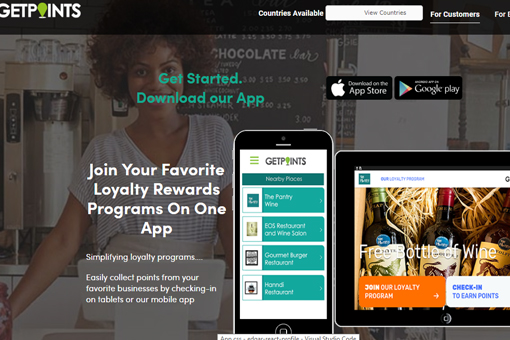 GETPOINTS
Countries Available
View Countries
For Customers
For
CHOCOLATE bar
Get Started.
Download our App
Download on the
App Store
ANDROID APP ON
Google play
Join Your Favorite
Loyalty Rewards
Programs On One
App
Simplifying loyalty programs....
Easily collect points from your
favorite businesses by checking-in
on tablets or our mobile app
GETPOINTS
Nearby Places
The Pantry
Wine
EOS Restaurant
and Wine Salon
Gourmet Burger
Restaurant
Hanndi
Restaurant
OUR LOYALTY PROGRAM
G
Free Bottle of Wine
JOIN OUR LOYALTY
PROGRAM
CHECK-IN
TO EARN POINTS
App.css - edgar-react-profile - Visual Studio Code